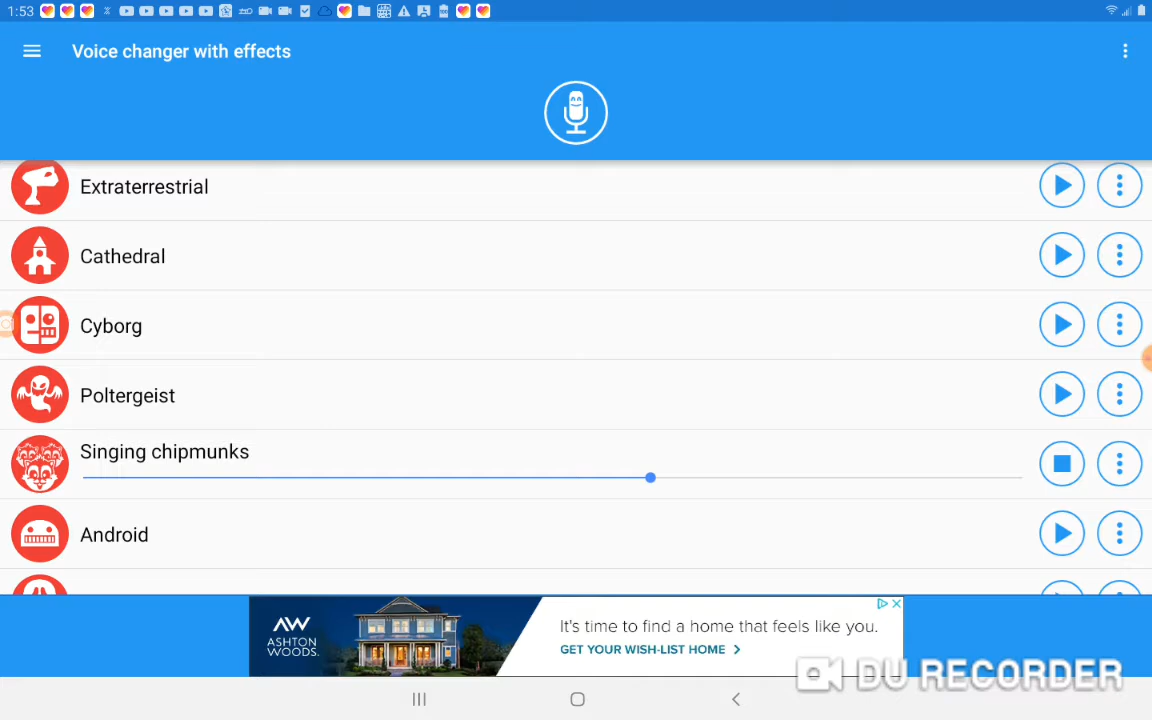 1:53
Voice changer with effects
Extraterrestrial
Cathedral
Cyborg
Poltergeist
Singing chipmunks
Android
AW
ASHTON
WOODS.
It's time to find a home that feels like you.
GET YOUR WISH-LIST HOME
DU RECORDER